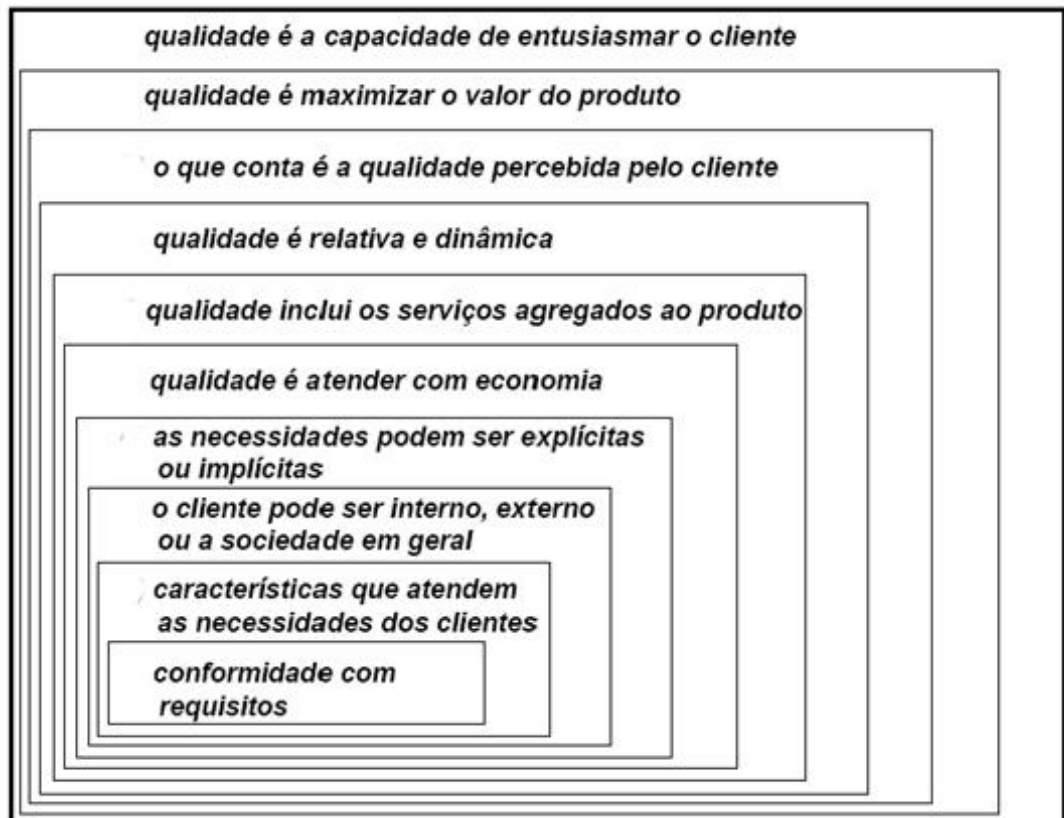 qualidade é a capacidade de entusiasmar o cliente
qualidade é maximizar o valor do produto
o que conta é a qualidade percebida pelo cliente
qualidade é relativa e dinâmica
qualidade inclui os serviços agregados ao produto
qualidade é atender com economia
as necessidades podem ser explícitas
ou implícitas
o cliente pode ser interno, externo
ou a sociedade em geral
característícas que atendem
as necessidades dos clientes
conformidade com
requisitos